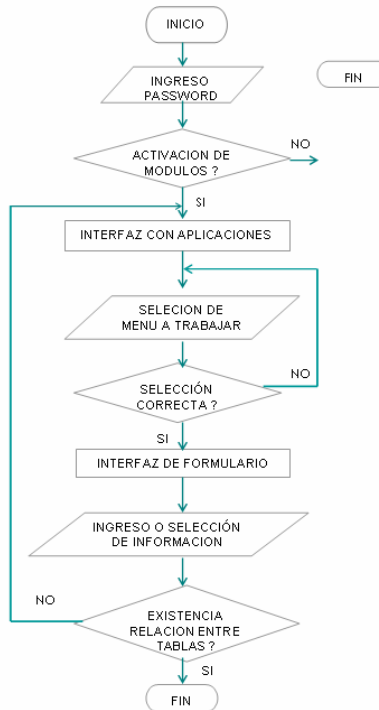 INICIO
INGRESO
PASSWORD
FIN
ACTIVACION DE
MODULOS ?
NO
SI
INTERFAZ CON APLICACIONES
SELECION DE
MENU A TRABAJAR
SELECCIÓN
CORRECTA ?
NO
SI
INTERFAZ DE FORMULARIO
INGRESO O SELECCIÓN
DE INFORMACION
NO
EXISTENCIA
RELACION ENTRE
TABLAS ?
SI
FIN